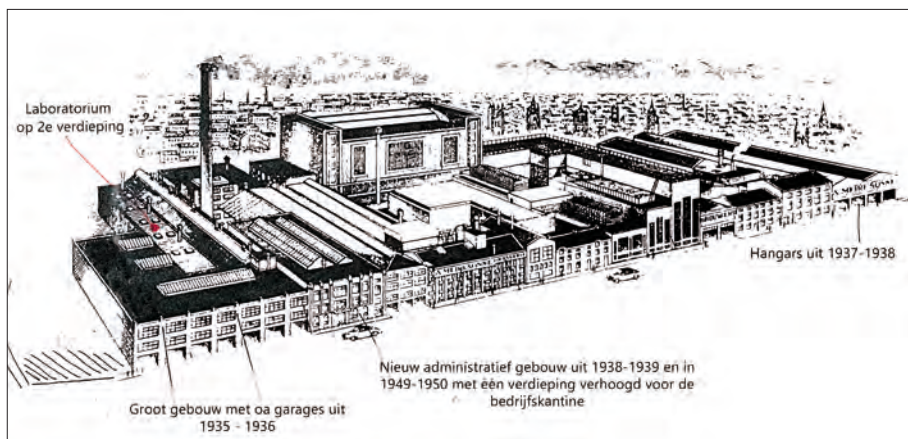 Laboratorium
op 2e verdieping
Hangars uit 1937-1938
Nieuw administratief gebouw uit 1938-1939 en in
1949-1950 met één verdieping verhoogd voor de
bedrijfskantine
Groot gebouw met oa garages uit
1935 - 1936